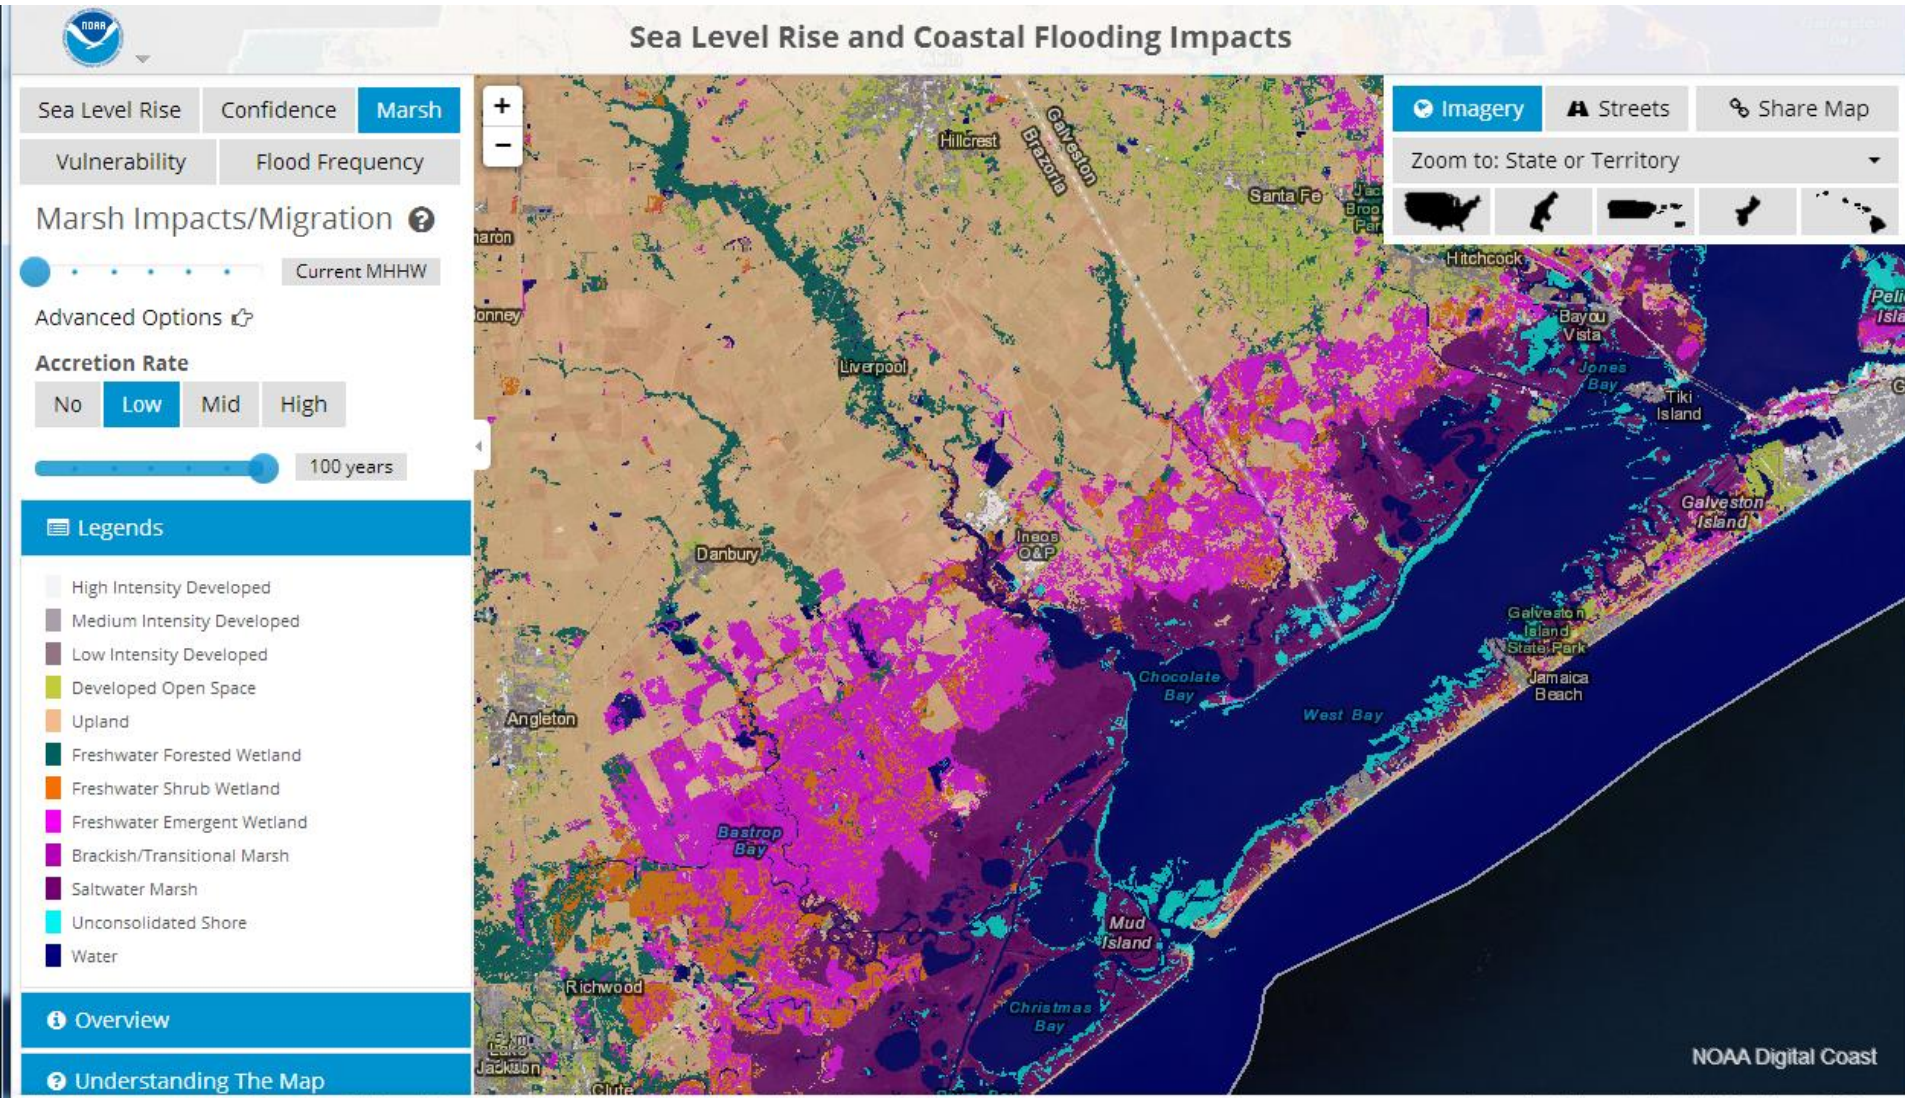 NOAA
Sea Level Rise and Coastal Flooding Impacts
Sea Level Rise
Confidence
Marsh
Vulnerability
Flood Frequency
Marsh Impacts/Migration
Current MHHW
Advanced Options
Accretion Rate
No
Low
Mid
High
100 years
Legends
High Intensity Developed
Medium Intensity Developed
Low Intensity Developed
Developed Open Space
Upland
Freshwater Forested Wetland
Freshwater Shrub Wetland
Freshwater Emergent Wetland
Brackish/Transitional Marsh
Saltwater Marsh
Unconsolidated Shore
Water
Overview
Understanding The Map
+
−
Imagery
Streets
Share Map
Zoom to: State or Territory
Hillcrest
Galveston
Brazoria
Santa Fe
haron
Hitchcock
onney
Bayou
Vista
Liverpool
Jones
Bay
Tiki
Island
Galveston
Island
Ineos
O&P
Danbury
Galveston
Island
State Park
Jamaica
Beach
Chocolate
Bay
West Bay
Angleton
Bastrop
Bay
Mud
Island
Richwood
Christmas
Bay
Jackson
Clute
NOAA Digital Coast